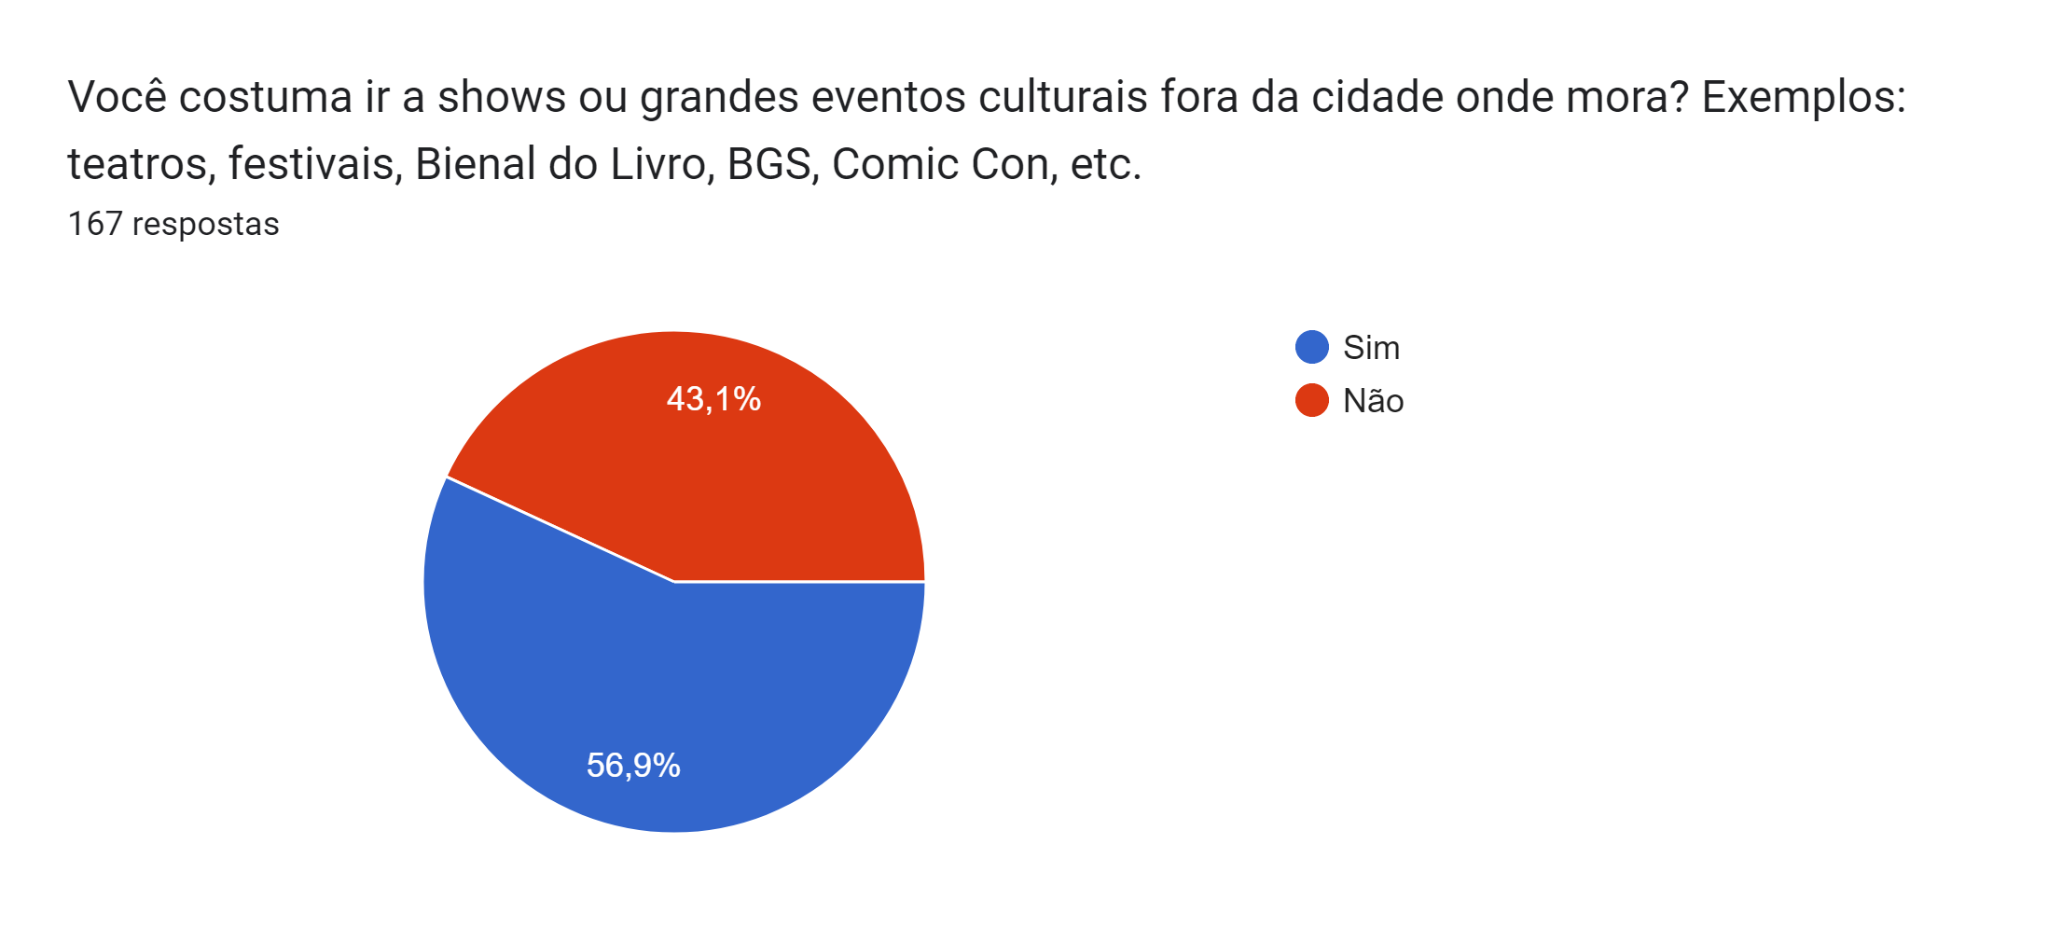 Você costuma ir a shows ou grandes eventos culturais fora da cidade onde mora? Exemplos:
teatros, festivais, Bienal do Livro, BGS, Comic Con, etc.
167 respostas
Sim
Não
43,1%
56,9%